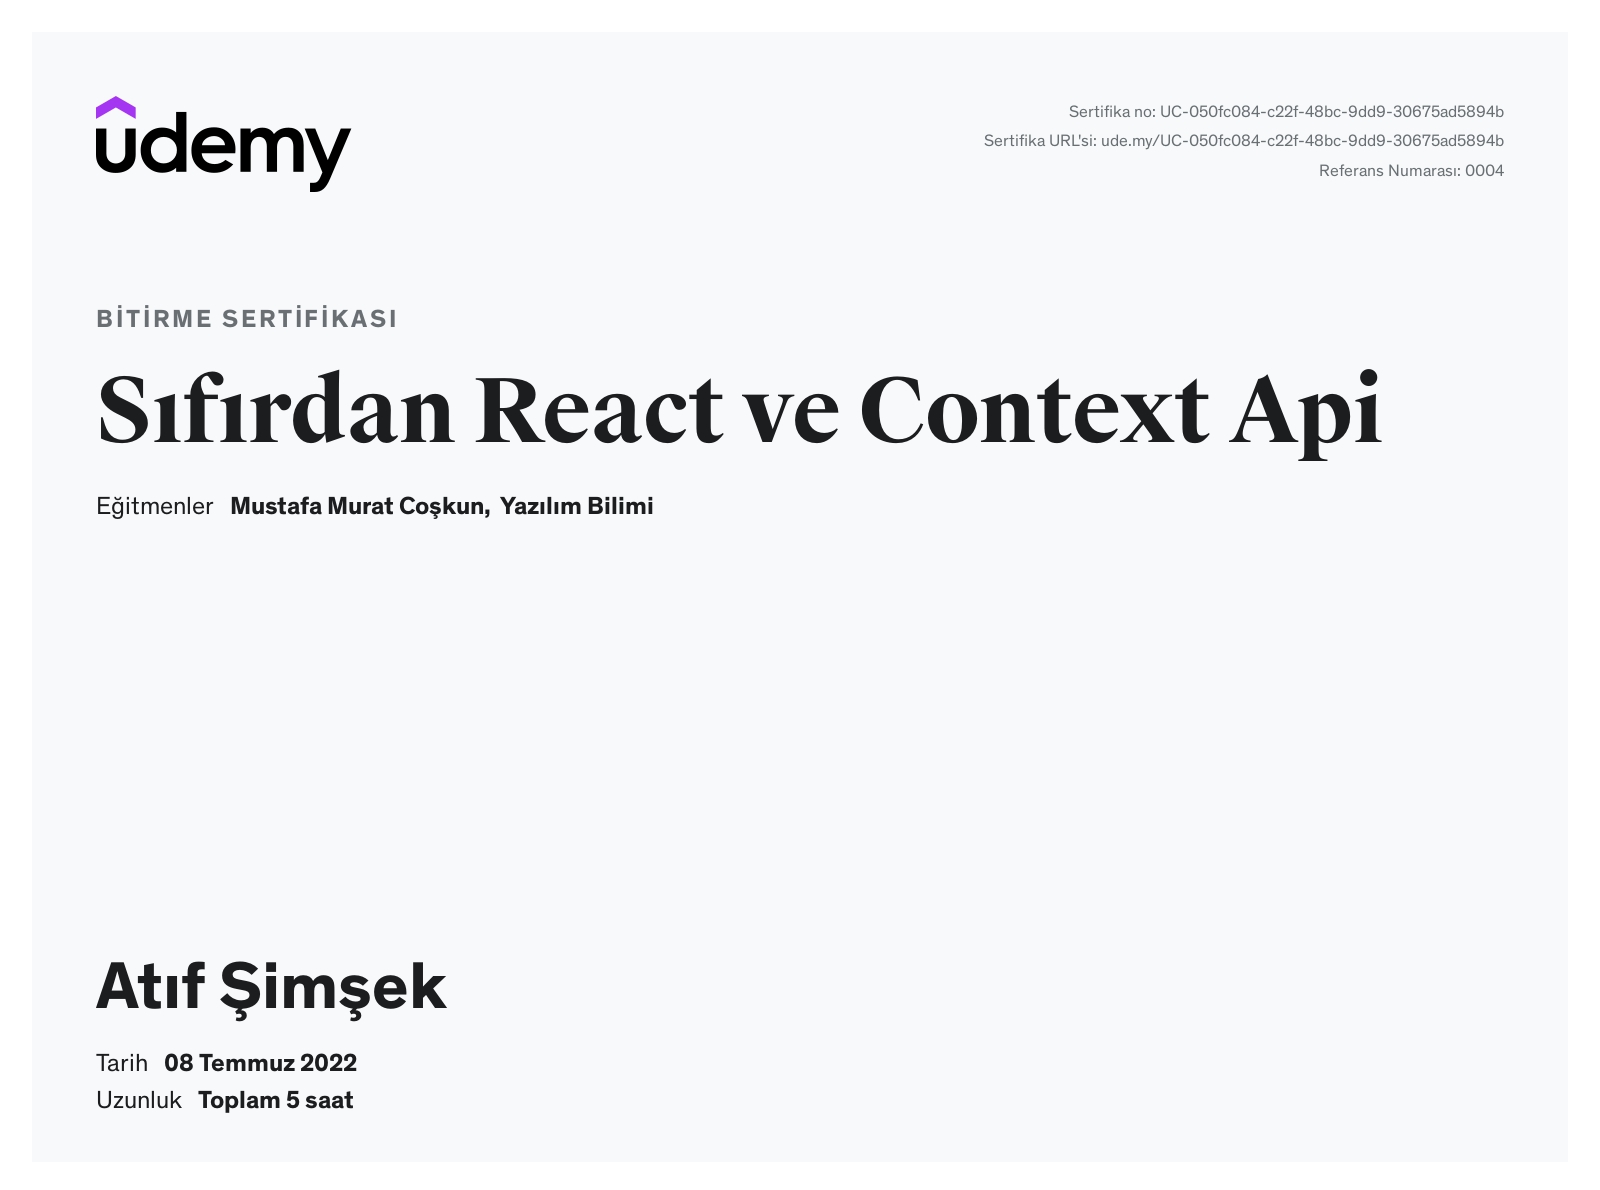 udemy
Sertifika no: UC-050fc084-c22f-48bc-9dd9-30675ad5894b
Sertifika URL'si: ude.my/UC-050fc084-c22f-48bc-9dd9-30675ad5894b
Referans Numarası: 0004
BİTİRME SERTİFİKASI
Sıfırdan React ve Context Api
Eğitmenler Mustafa Murat Coşkun, Yazılım Bilimi
Atıf Şimşek
Tarih 08 Temmuz 2022
Uzunluk Toplam 5 saat